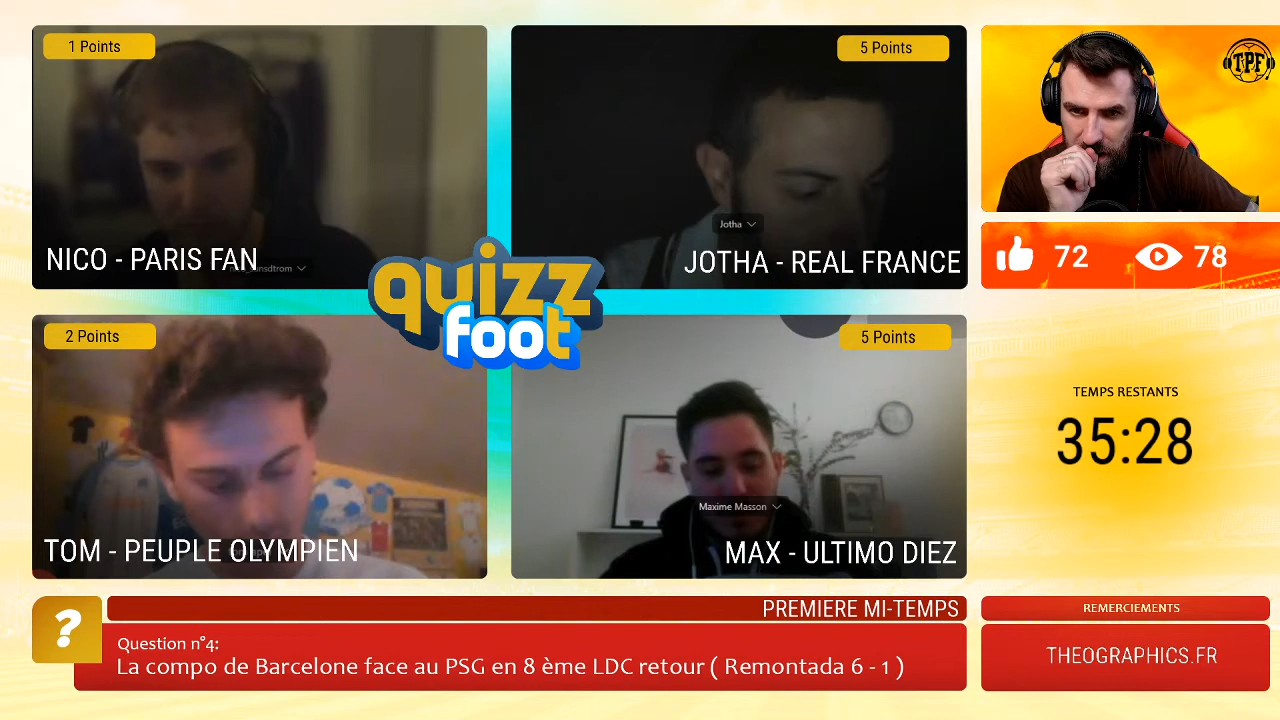 1 Points
5 Points
TPF
Jotha
NICO - PARIS FAN
JOTHA - REAL FRANCE
72
78
quizz
foot
2 Points
5 Points
TEMPS RESTANTS
35:28
Maxime Masson
TOM - PEUPLE OLYMPIEN
MAX - ULTIMO DIEZ
?
PREMIERE MI-TEMPS
REMERCIEMENTS
Question n°4:
La compo de Barcelone face au PSG en 8 ème LDC retour ( Remontada 6 - 1 )
THEOGRAPHICS.FR